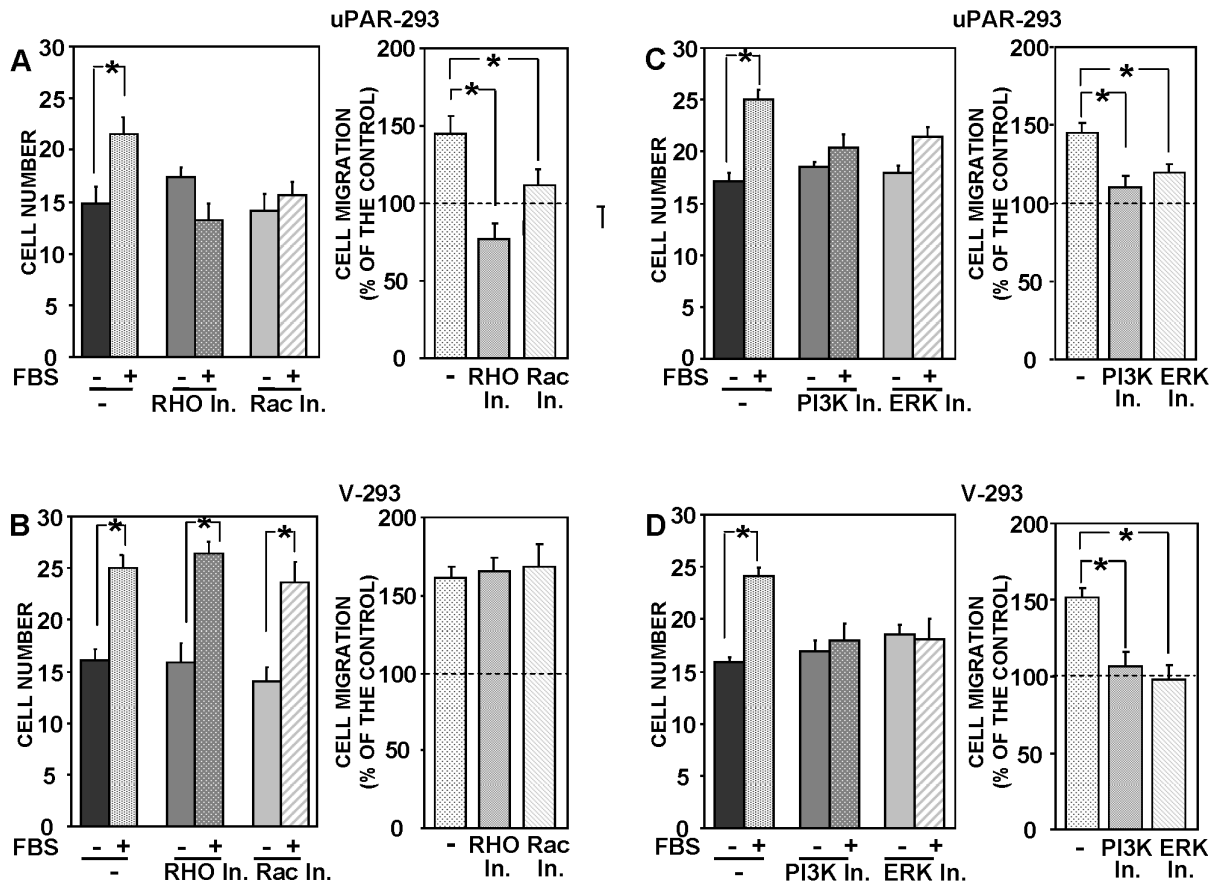 uPAR-293
A
CELL NUMBER
30
25
20
15
10
5
0
*
FBS
- + - + - +
- RHO In. Rac In.
CELL MIGRATION
(% OF THE CONTROL)
200
150
100
50
0
*
*
- RHO Rac
In. In.
uPAR-293
C
CELL NUMBER
30
25
20
15
10
5
0
*
FBS
- + - + - +
- PI3K In. ERK In.
CELL MIGRATION
(% OF THE CONTROL)
200
150
100
50
0
*
*
- PI3K ERK
In. In.
V-293
B
CELL NUMBER
30
25
20
15
10
5
0
*
*
*
FBS
- + - + - +
- RHO In. Rac In.
CELL MIGRATION
(% OF THE CONTROL)
200
150
100
50
0
- RHO Rac
In. In.
V-293
D
CELL NUMBER
30
25
20
15
10
5
0
*
FBS
- + - + - +
- PI3K In. ERK In.
CELL MIGRATION
(% OF THE CONTROL)
200
150
100
50
0
*
*
- PI3K ERK
In. In.